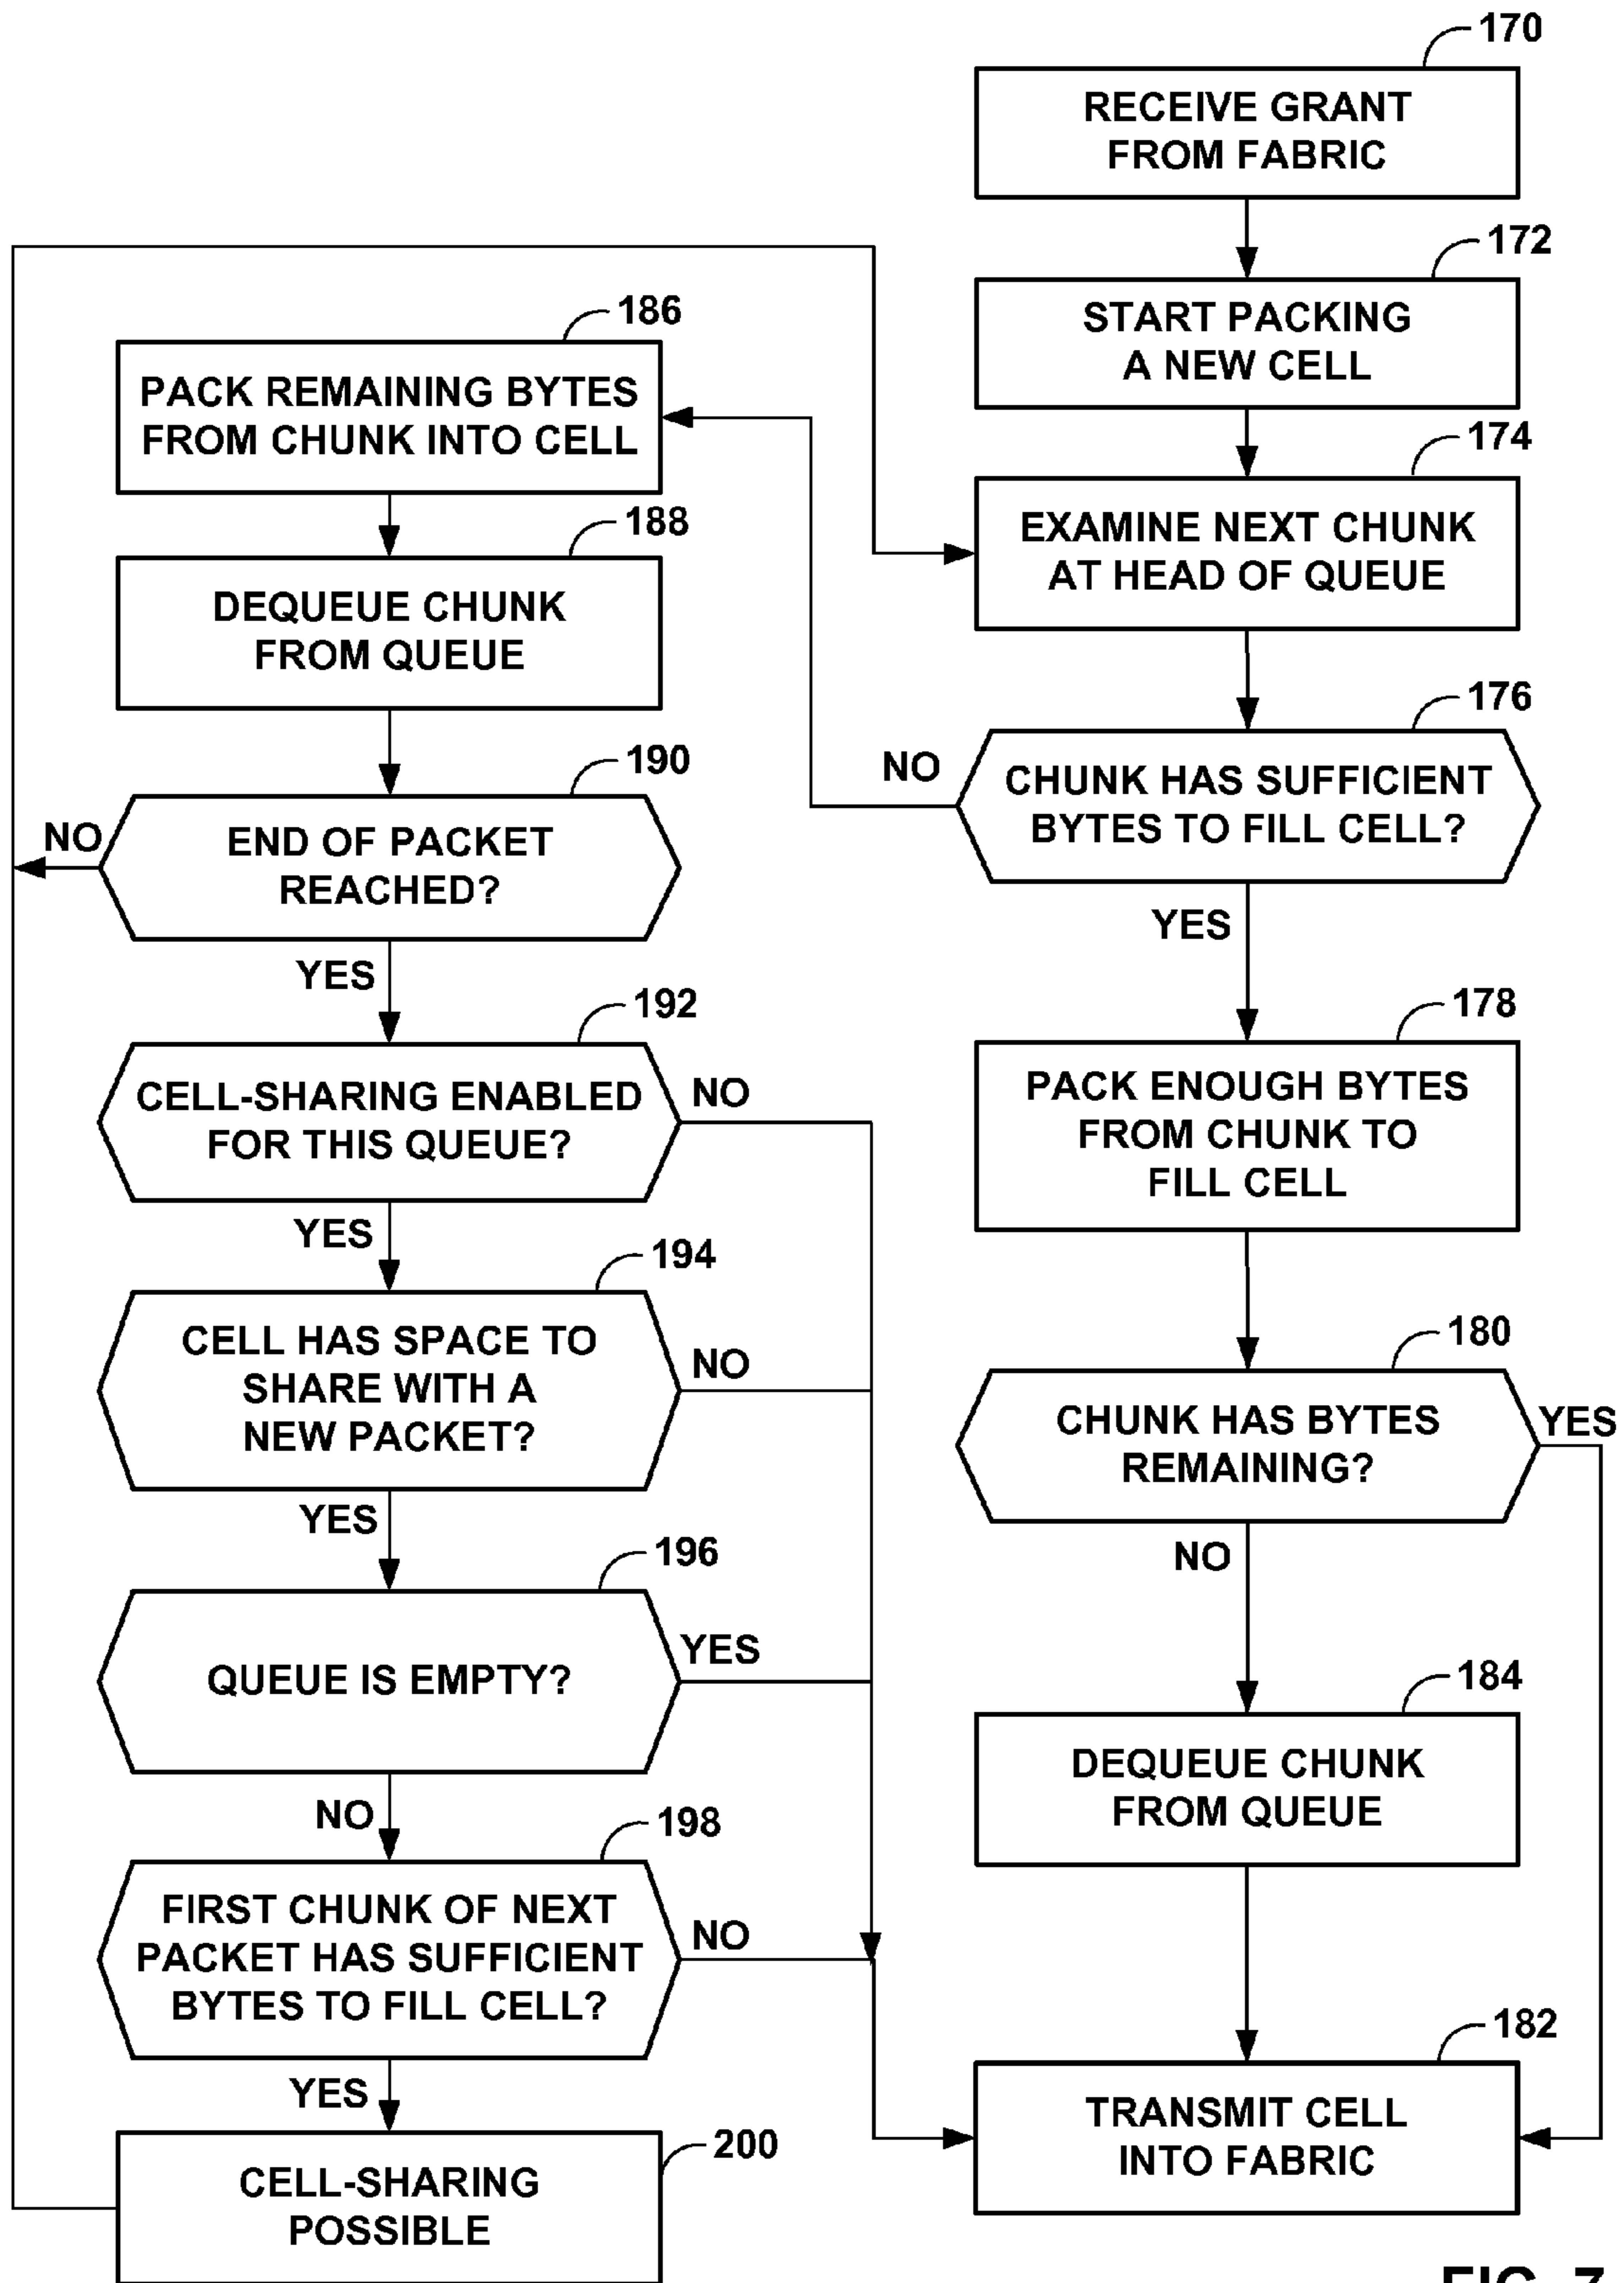 170
RECEIVE GRANT
FROM FABRIC
172
START PACKING
A NEW CELL
174
EXAMINE NEXT CHUNK
AT HEAD OF QUEUE
176
CHUNK HAS SUFFICIENT
BYTES TO FILL CELL?
NO
YES
178
PACK ENOUGH BYTES
FROM CHUNK TO
FILL CELL
180
CHUNK HAS BYTES
REMAINING?
YES
NO
184
DEQUEUE CHUNK
FROM QUEUE
182
TRANSMIT CELL
INTO FABRIC
186
PACK REMAINING BYTES
FROM CHUNK INTO CELL
188
DEQUEUE CHUNK
FROM QUEUE
190
END OF PACKET
REACHED?
NO
YES
192
CELL-SHARING ENABLED
FOR THIS QUEUE?
NO
YES
194
CELL HAS SPACE TO
SHARE WITH A
NEW PACKET?
NO
YES
196
QUEUE IS EMPTY?
YES
NO
198
FIRST CHUNK OF NEXT
PACKET HAS SUFFICIENT
BYTES TO FILL CELL?
NO
YES
200
CELL-SHARING
POSSIBLE
FIG. 7